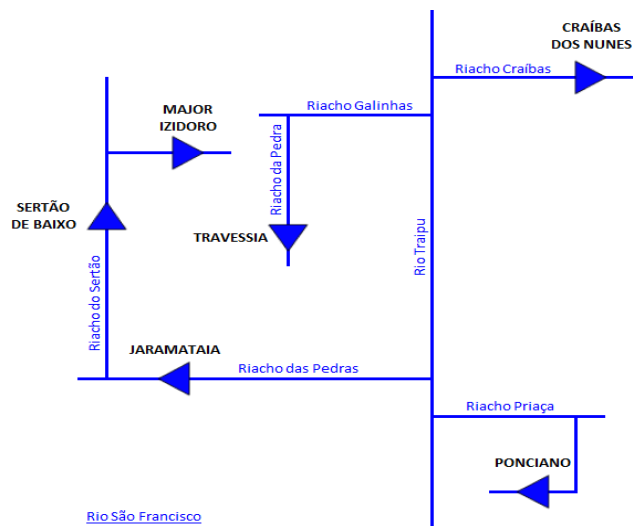 CRAÍBAS
DOS NUNES
Riacho Craíbas
MAJOR
IZIDORO
Riacho Galinhas
Riacho da Pedra
SERTÃO
DE BAIXO
TRAVESSIA
Rio Traipu
Riacho do Sertão
JARAMATAIA
Riacho das Pedras
Riacho Priaça
PONCIANO
Rio São Francisco